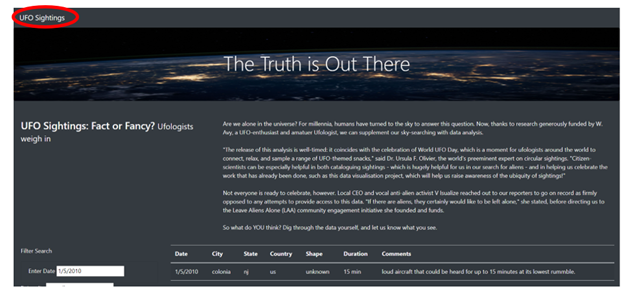 UFO Sightings
The Truth is Out There
UFO Sightings: Fact or Fancy? Ufologists
weigh in
Are we alone in the universe? For millennia, humans have turned to the sky to answer this question. Now, thanks to research generously funded by W.
Avy, a UFO-enthusiast and amature Ufologist, we can supplement our sky-searching with data analysis.
"The release of this analysis is well-timed: it coincides with the celebration of World UFO Day, which is a moment for ufologists around the world to
connect, relax, and sample a range of UFO-themed snacks," said Dr. Ursula F. Olivier, the world's preeminent expert on circular sightings. "Citizen-
scientists can be especially helpful in both cataloguing sightings - which is hugely helpful for us in our search for aliens - and in helping us celebrate the
work that has already been done, such as this data visualisation project, which will help us raise awareness of the ubiquity of sightings!"
Not everyone is ready to celebrate, however. Local CEO and vocal anti-alien activist V Isualize reached out to our reporters to go on record as firmly
opposed to any attempts to provide access to this data. "If there are aliens, they certainly would like to be left alone," she stated, before directing us to
the Leave Aliens Alone (LAA) community engagement initiative she founded and funds.
So what do YOU think? Dig through the data yourself, and let us know what you see.
Filter Search
Date City State Country Shape Duration Comments
Enter Date 1/5/2010
1/5/2010 colonia nj us unknown 15 min loud aircraft that could be heard for up to 15 minutes at its lowest rummble.